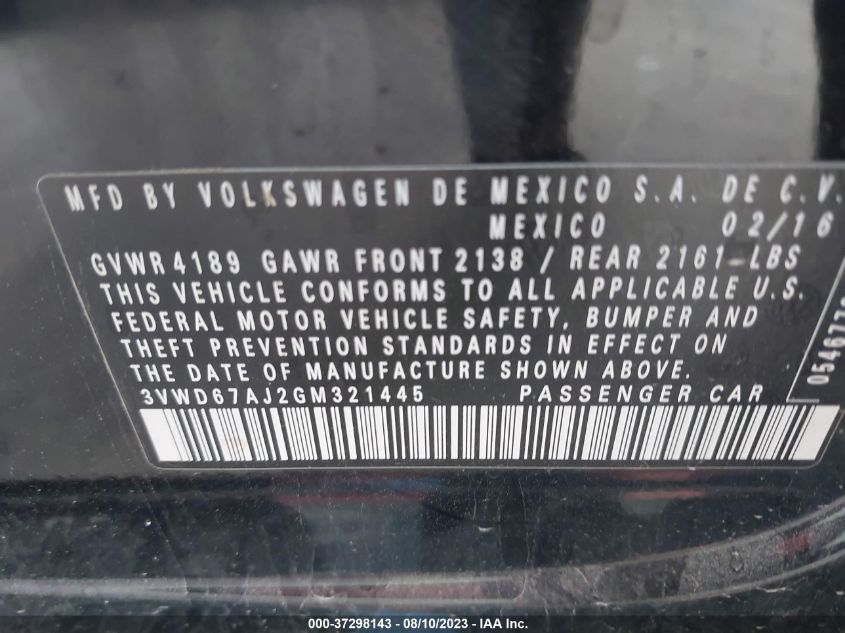 MFD BY VOLKSWAGEN DE MEXICO S.A. DE C.V.
MEXICO 02/16
GVWR 4189 GAWR FRONT 2138 / REAR 2161 LBS
THIS VEHICLE CONFORMS TO ALL APPLICABLE U.S.
FEDERAL MOTOR VEHICLE SAFETY, BUMPER AND
THEFT PREVENTION STANDARDS IN EFFECT ON
THE DATE OF MANUFACTURE SHOWN ABOVE.
3VWD67AJ2GM321445 PASSENGER CAR
000-37298143 - 08/10/2023 - IAAI.com.